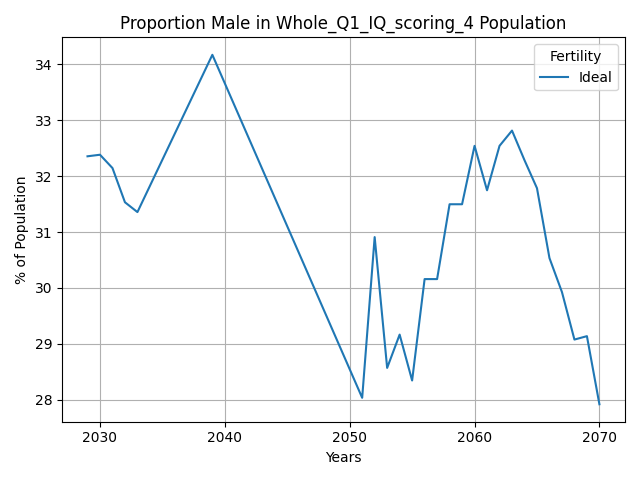 Proportion Male in Whole_Q1_IQ_scoring_4 Population
Fertility
Ideal
34
33
32
31
30
29
28
% of Population
2030 2040 2050 2060 2070
Years